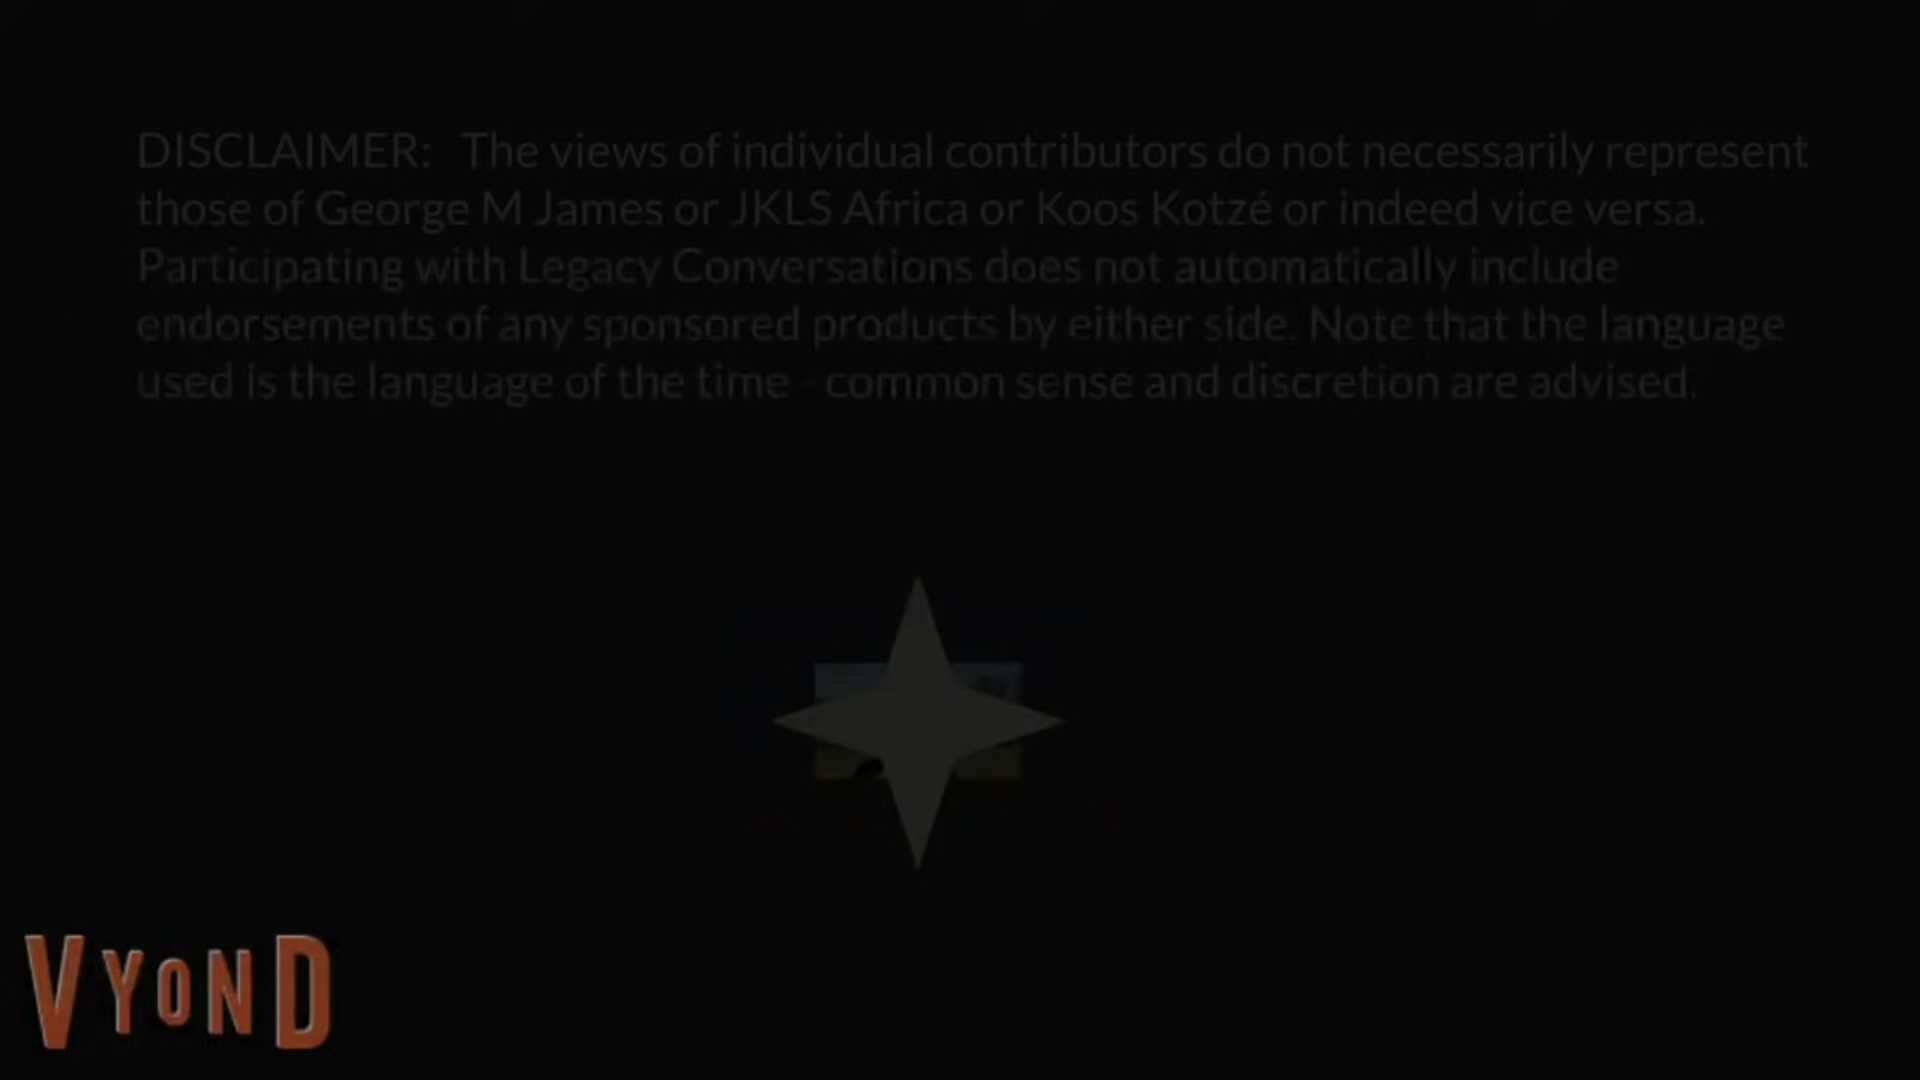 DISCLAIMER: The views of individual contributors do not necessarily represent
those of George M James or JKLS Africa or Koos Kotzé or indeed vice versa.
Participating with Legacy Conversations does not automatically include
endorsements of any sponsored products by either side. Note that the language
used is the language of the time - common sense and discretion are advised.
VYOND